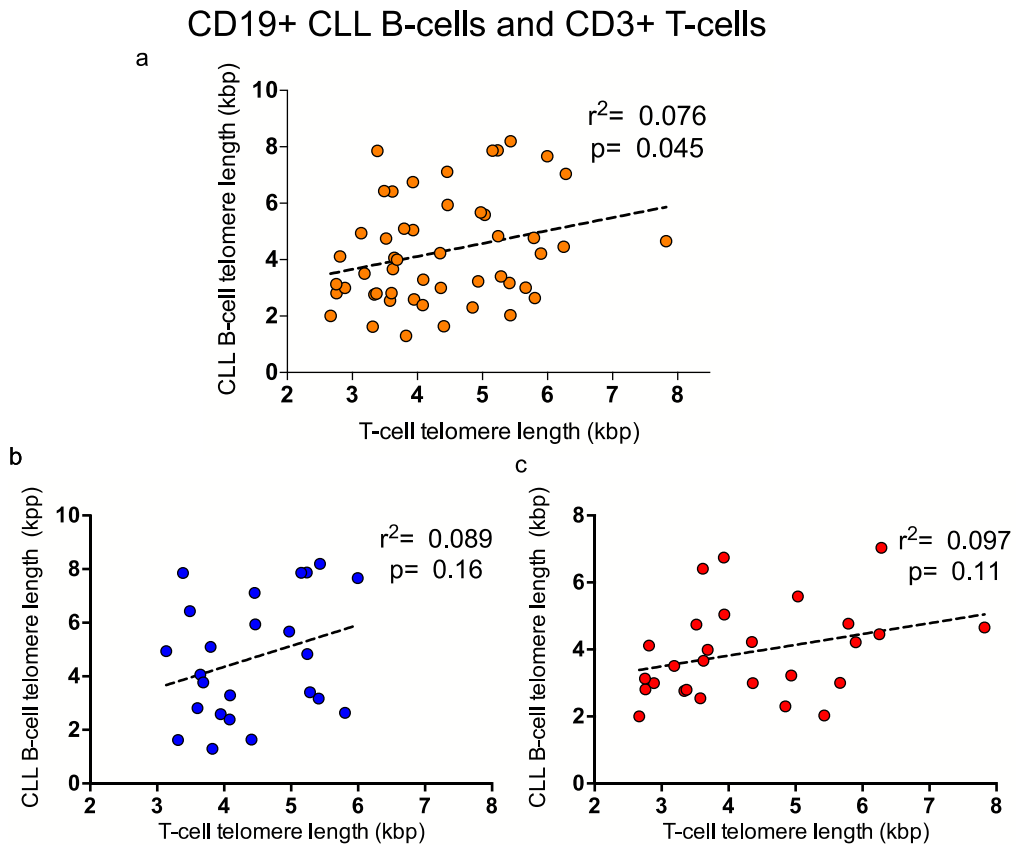 CD19+ CLL B-cells and CD3+ T-cells
a
CLL B-cell telomere length (kbp)
10
8
6
4
2
0
r²= 0.076
p= 0.045
2 3 4 5 6 7 8
T-cell telomere length (kbp)
b
CLL B-cell telomere length (kpp)
10
8
6
4
2
0
r²= 0.089
p= 0.16
2 3 4 5 6 7 8
T-cell telomere length (kbp)
c
CLL B-cell telomere length (kbp)
8
6
4
2
0
r²= 0.097
p= 0.11
2 3 4 5 6 7 8
T-cell telomere length (kbp)